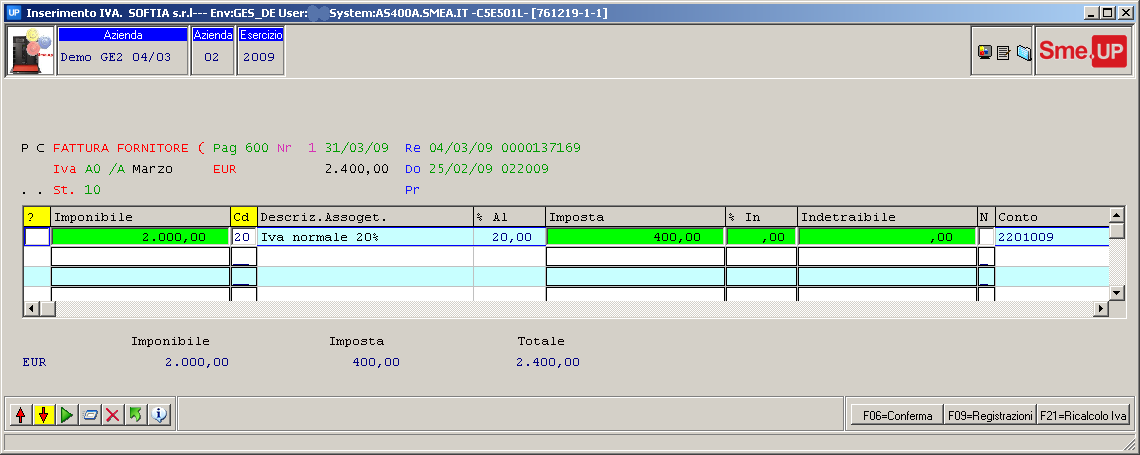 UP Inserimento IVA. SOFTIA s.r.l--- Env:GES_DE User: System:AS400A.SMEA.IT -C5E501L- [761219-1-1]
Azienda Azienda Esercizio
Demo GE2 04/03 02 2009
Sme.UP
P C FATTURA FORNITORE ( Pag 600 Nr 1 31/03/09 Re 04/03/09 0000137169
Iva A0 /A Marzo EUR 2.400,00 Do 25/02/09 022009
. . St. 10 Pr
? Imponibile Cd Descriz.Assoget. % Al Imposta % In Indetraibile N Conto
2.000,00 20 Iva normale 20% 20,00 400,00 ,00 ,00 2201009
Imponibile Imposta Totale
EUR 2.000,00 400,00 2.400,00
F06=Conferma F09=Registrazioni F21=Ricalcolo Iva